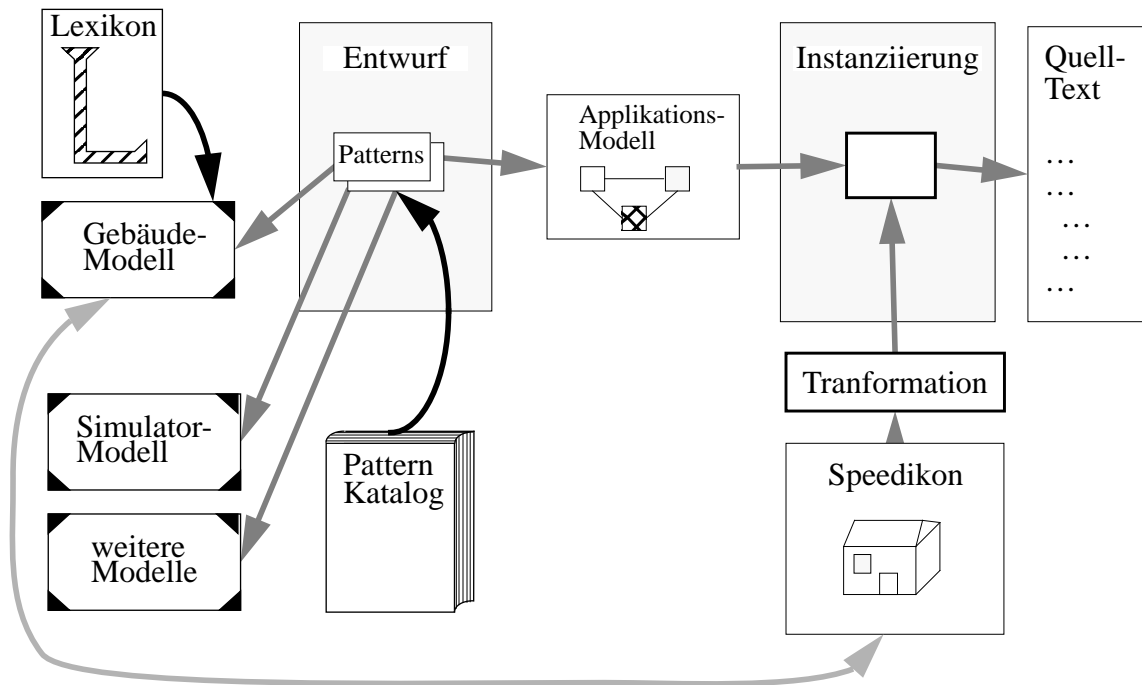 Lexikon
Entwurf
Instanziierung
Quell-
Text
Applikations-
Modell
Patterns
…
…
…
…
…
Gebäude-
Modell
Tranformation
Simulator-
Modell
Pattern
Katalog
Speedikon
weitere
Modelle